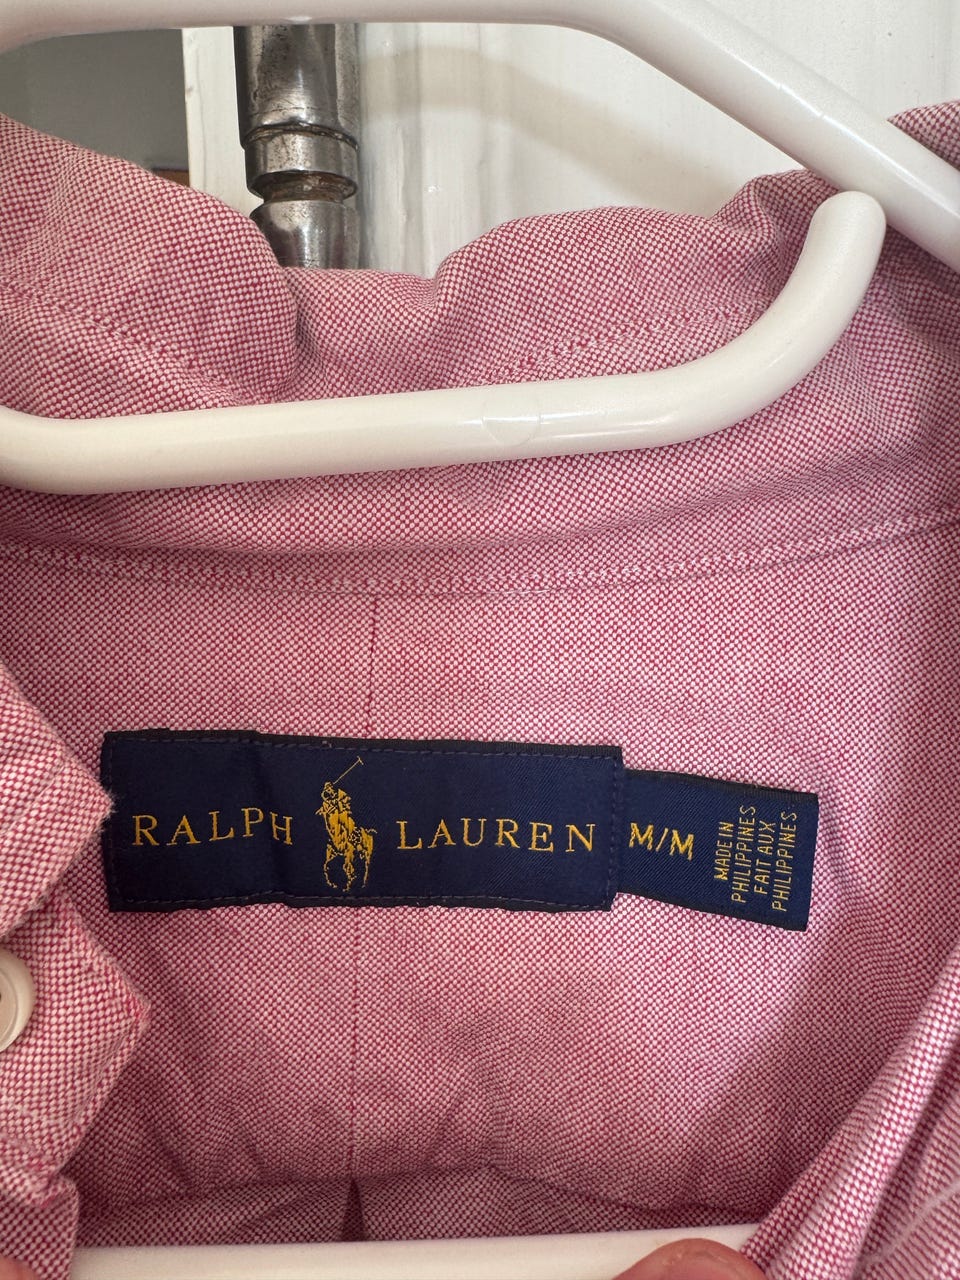 RALPH LAUREN
M/M
MADE IN
PHILIPPINES
FAIT AUX
PHILIPPINES